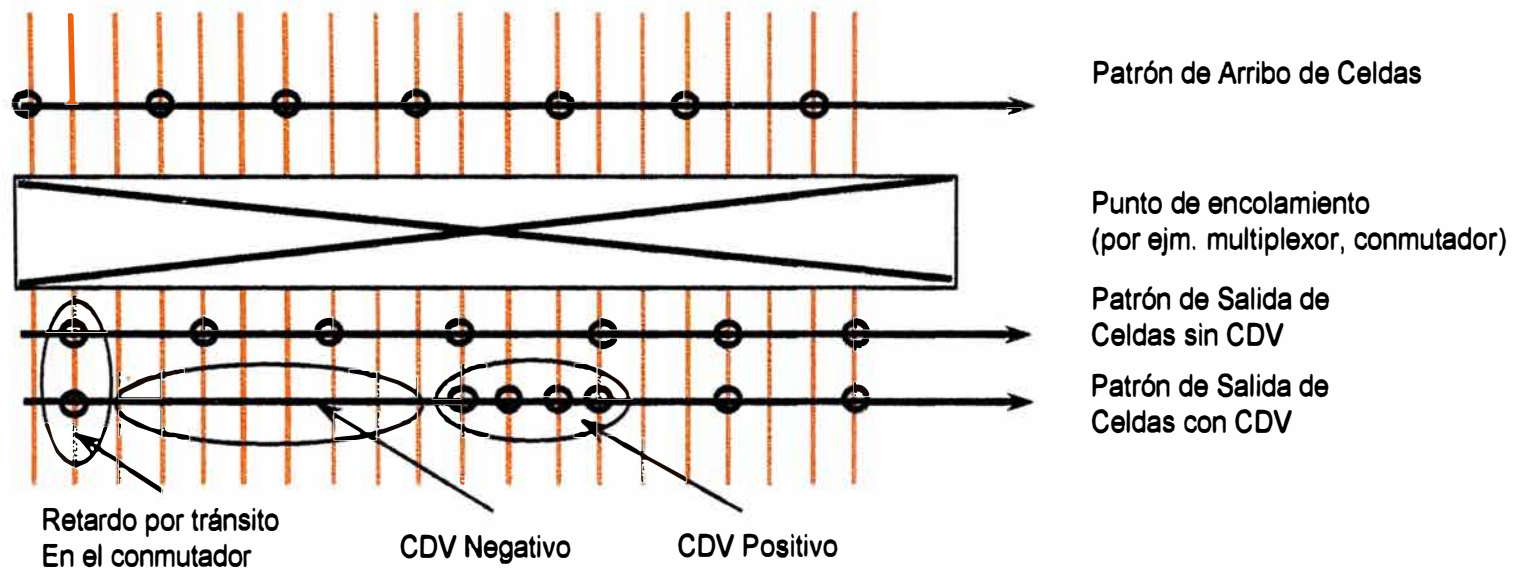 Patrón de Arribo de Celdas
Punto de encolamiento
(por ejm. multiplexor, conmutador)
Patrón de Salida de
Celdas sin CDV
Patrón de Salida de
Celdas con CDV
Retardo por tránsito
En el conmutador
CDV Negativo
CDV Positivo